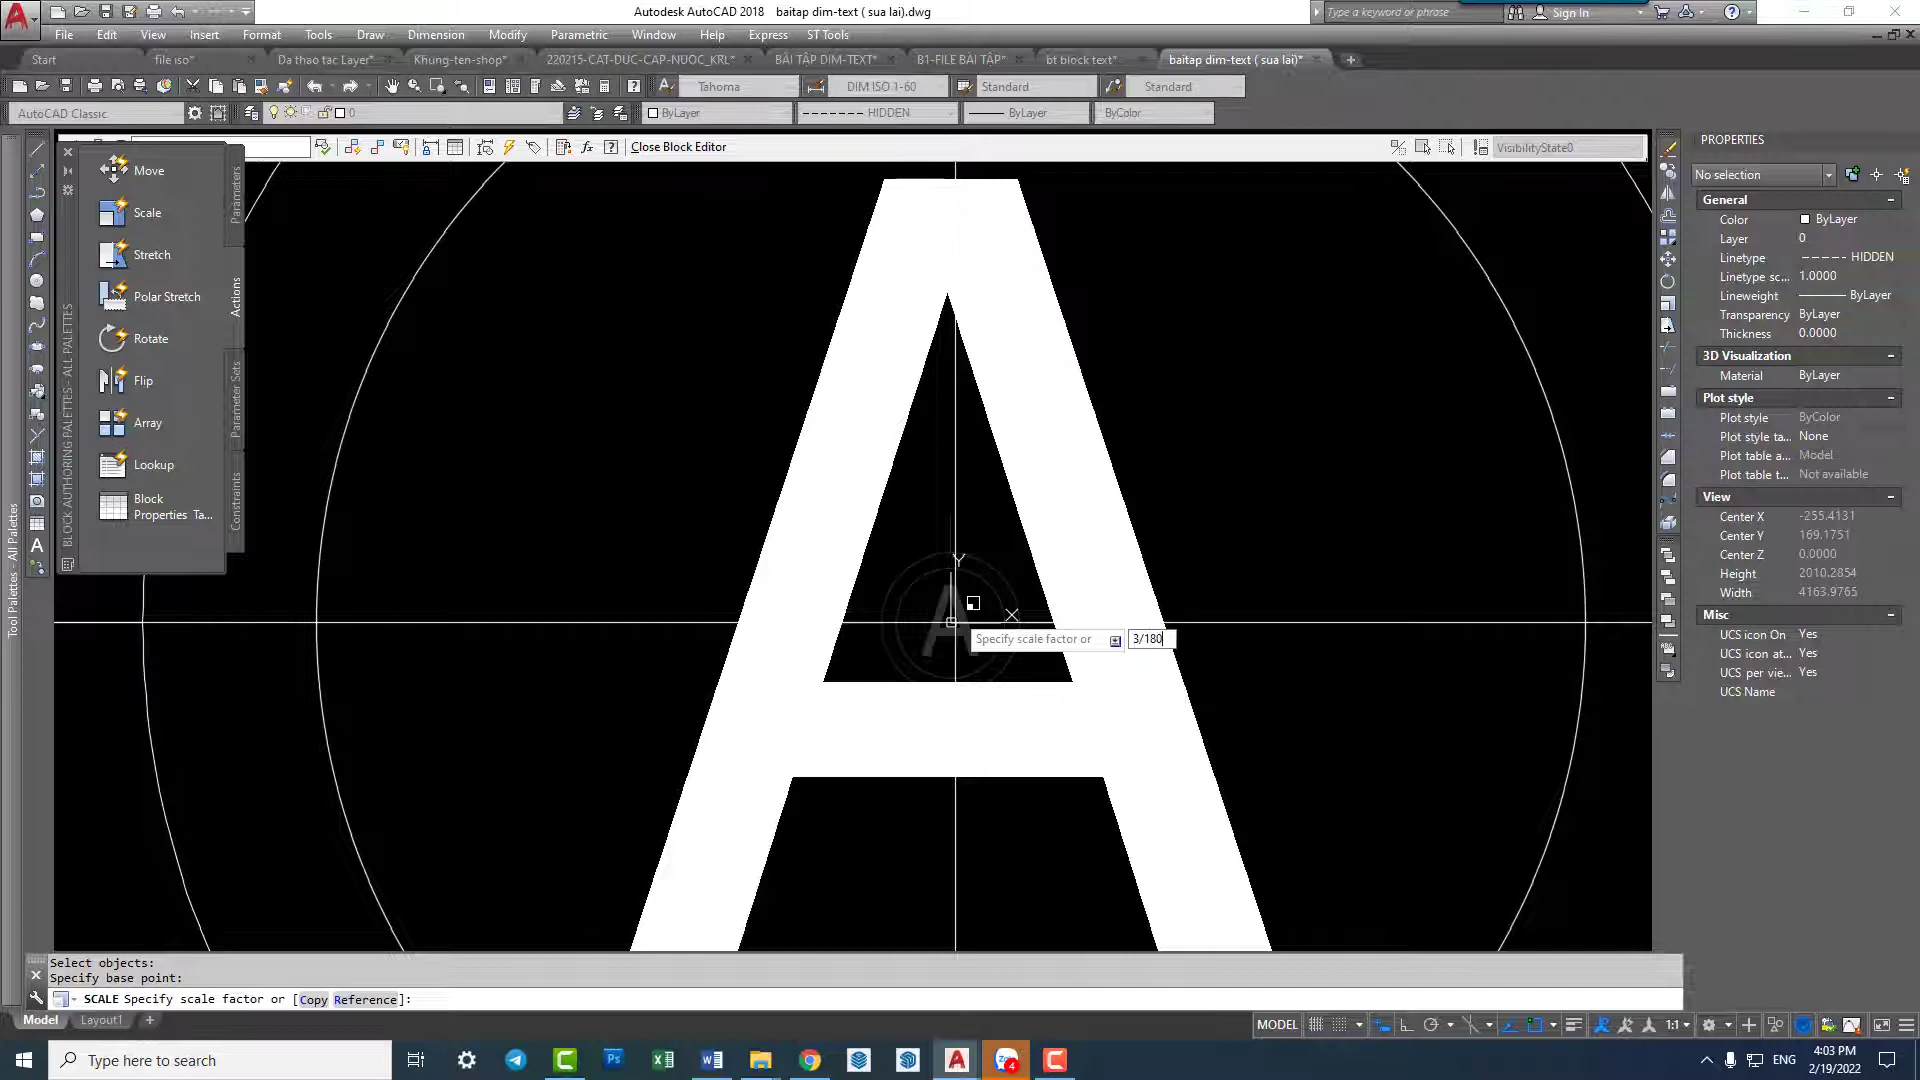 Autodesk AutoCAD 2018 baitap dim-text ( sua lai).dwg
Type a keyword or phrase
Sign In
File Edit View Insert Format Tools Draw Dimension Modify Parametric Window Help Express ST Tools
Start file iso* Da thao tac Layer* Khung-ten-shop* 220215-CAT-DUC-CAP-NUOC_KRL* BÀI TẬP DIM-TEXT* B1-FILE BÀI TẬP* bt block text* baitap dim-text ( sua lai)*
Tahoma DIM ISO 1-60 Standard Standard
AutoCAD Classic 0 ByLayer HIDDEN ByLayer ByColor
Close Block Editor
VisibilityState0
Move
Scale
Stretch
Polar Stretch
Rotate
Flip
Array
Lookup
Block
Properties Ta...
Parameters
Actions
Parameter Sets
Constraints
BLOCK AUTHORING PALETTES - ALL PALETTES
Tool Palettes - All Palettes
A
A
Y
X
Specify scale factor or 3/180
PROPERTIES
No selection
General
Color ByLayer
Layer 0
Linetype HIDDEN
Linetype sc... 1.0000
Lineweight ByLayer
Transparency ByLayer
Thickness 0.0000
3D Visualization
Material ByLayer
Plot style
Plot style ByColor
Plot style ta... None
Plot table a... Model
Plot table t... Not available
View
Center X -255.4131
Center Y 169.1751
Center Z 0.0000
Height 2010.2854
Width 4163.9765
Misc
UCS icon On Yes
UCS icon at... Yes
UCS per vie... Yes
UCS Name
Select objects:
Specify base point:
SCALE Specify scale factor or [Copy Reference]:
Model Layout1 +
MODEL 1:1
Type here to search
4
ENG
4:03 PM
2/19/2022